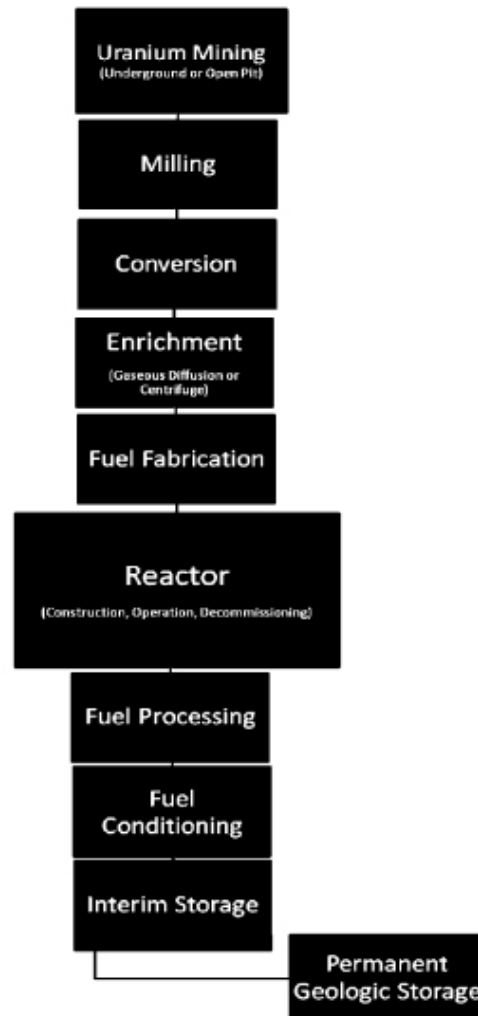 Uranium Mining
(Underground or Open Pit)
Milling
Conversion
Enrichment
(Gaseous Diffusion or
Centrifuge)
Fuel Fabrication
Reactor
(Construction, Operation, Decommissioning)
Fuel Processing
Fuel
Conditioning
Interim Storage
Permanent
Geologic Storage